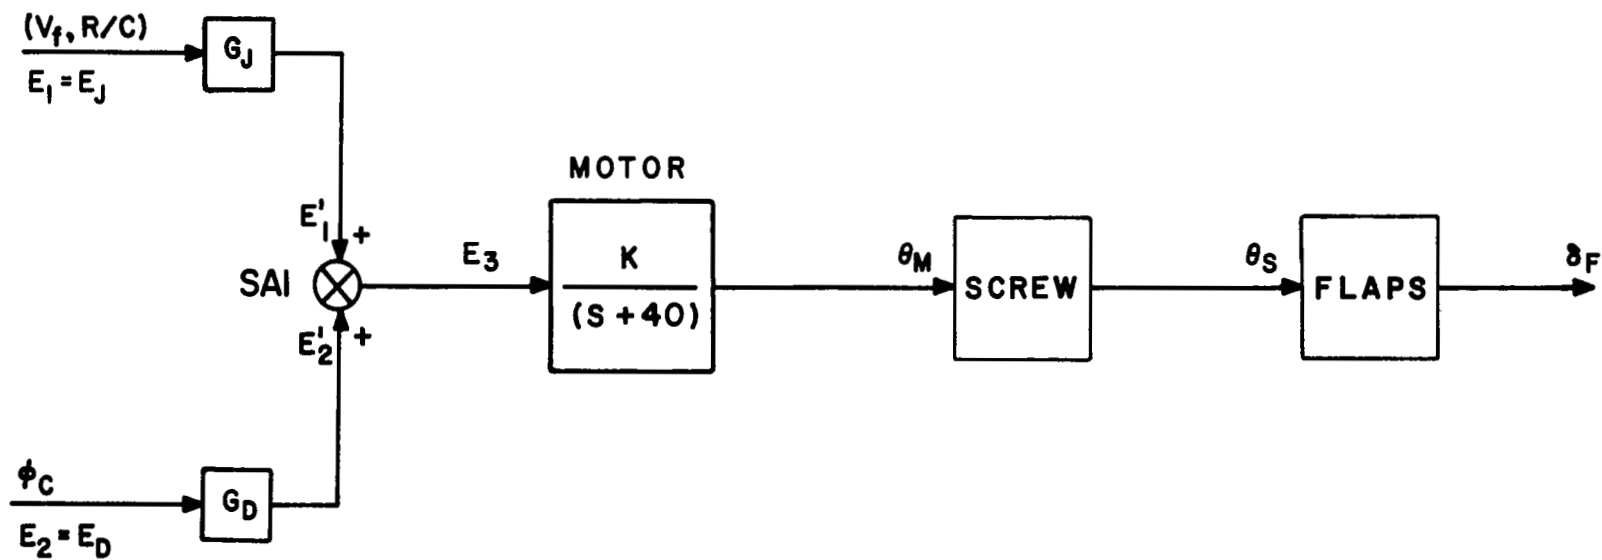 (V_f, R/C)
G_J
E_1 = E_J
MOTOR
E'_1 +
SAI
E_3
K
(S + 40)
θ_M
SCREW
θ_S
FLAPS
δ_F
E'_2 +
ϕ_C
G_D
E_2 = E_D